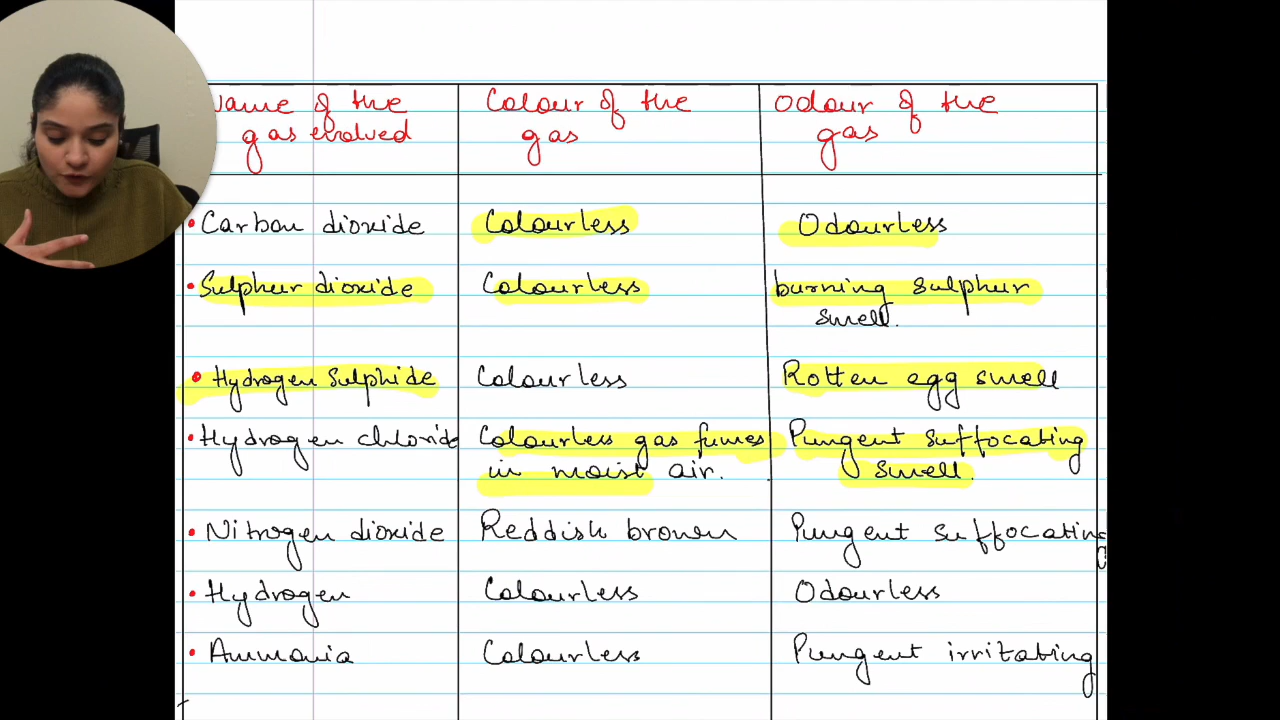 Name of the Colour of the Odour of the
gas evolved gas gas
• Carbon dioxide Colourless Odourless
• Sulphur dioxide Colourless burning sulphur
smell.
• Hydrogen Sulphide Colourless Rotten egg smell
• Hydrogen chloride Colourless gas fumes Pungent suffocating
in moist air. smell.
• Nitrogen dioxide Reddish brown Pungent suffocating
• Hydrogen Colourless Odourless
• Ammonia Colourless Pungent irritating